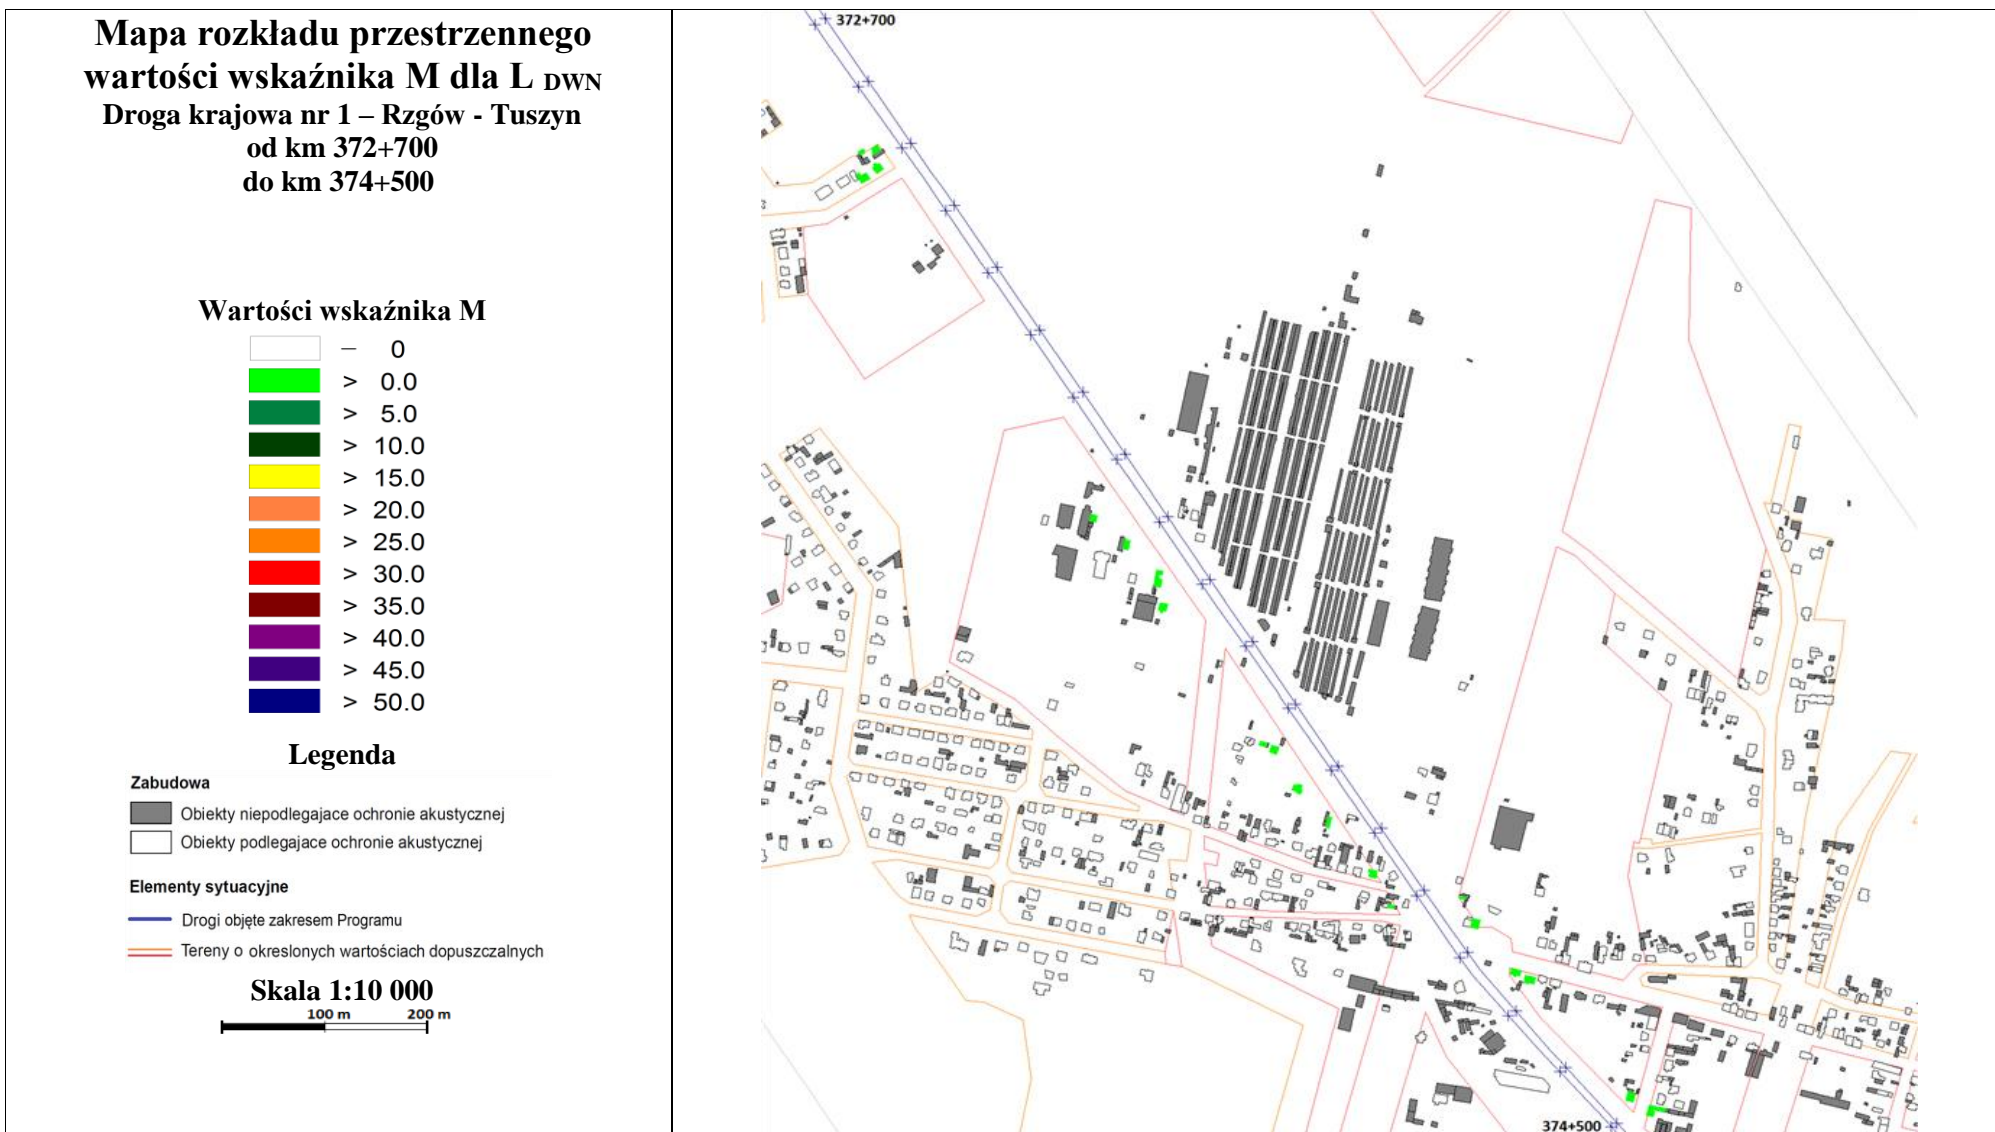 Mapa rozkładu przestrzennego
wartości wskaźnika M dla L DWN
Droga krajowa nr 1 – Rzgów - Tuszyn
od km 372+700
do km 374+500
Wartości wskaźnika M
– 0
> 0.0
> 5.0
> 10.0
> 15.0
> 20.0
> 25.0
> 30.0
> 35.0
> 40.0
> 45.0
> 50.0
Legenda
Zabudowa
Obiekty niepodlegajace ochronie akustycznej
Obiekty podlegajace ochronie akustycznej
Elementy sytuacyjne
Drogi objęte zakresem Programu
Tereny o okreslonych wartościach dopuszczalnych
Skala 1:10 000
100 m 200 m
372+700
374+500